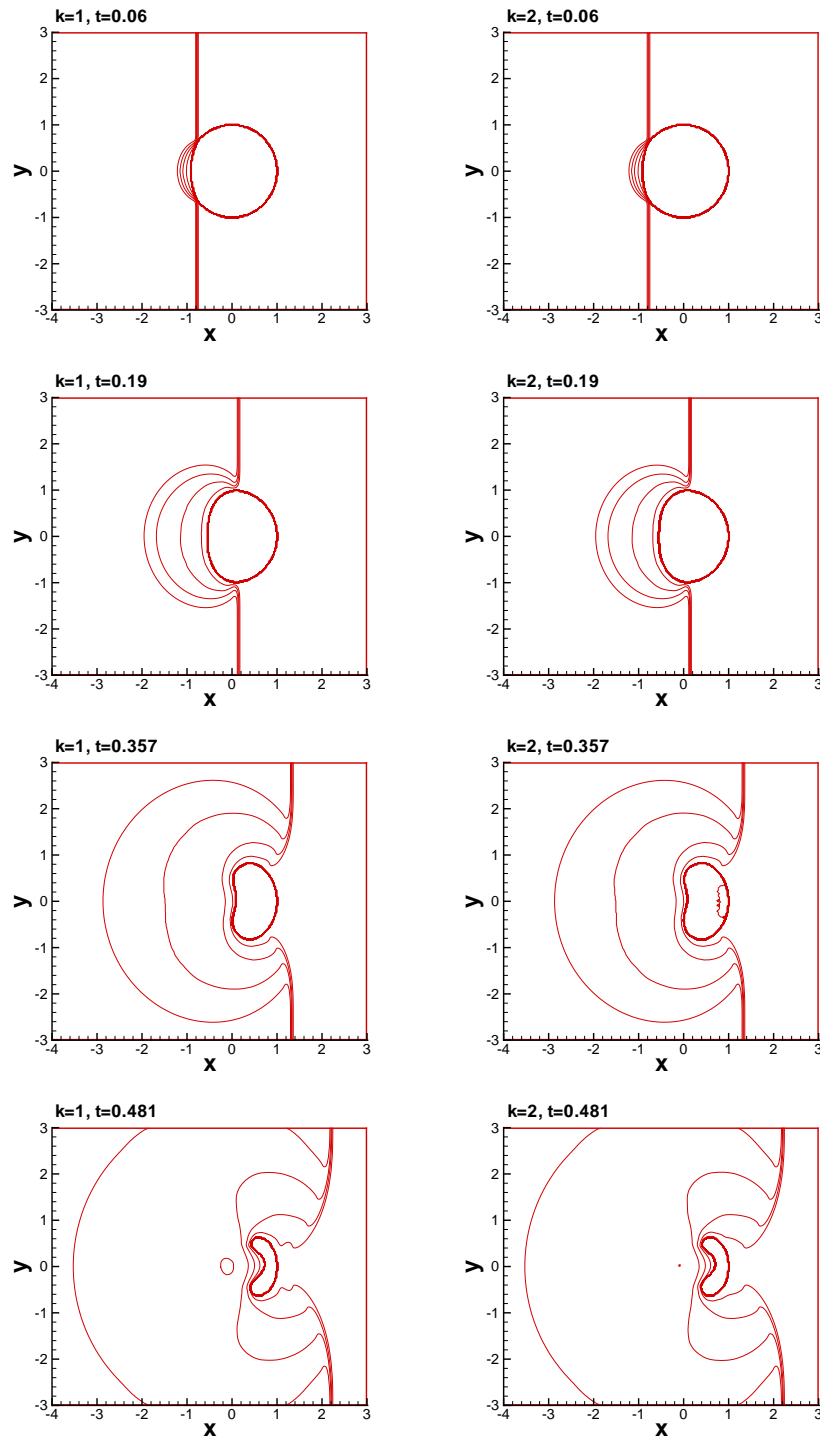 k=1, t=0.06
k=2, t=0.06
3
2
1
0
-1
-2
-3
y
-4 -3 -2 -1 0 1 2 3
x
3
2
1
0
-1
-2
-3
y
-4 -3 -2 -1 0 1 2 3
x
k=1, t=0.19
k=2, t=0.19
3
2
1
0
-1
-2
-3
y
-4 -3 -2 -1 0 1 2 3
x
3
2
1
0
-1
-2
-3
y
-4 -3 -2 -1 0 1 2 3
x
k=1, t=0.357
k=2, t=0.357
3
2
1
0
-1
-2
-3
y
-4 -3 -2 -1 0 1 2 3
x
3
2
1
0
-1
-2
-3
y
-4 -3 -2 -1 0 1 2 3
x
k=1, t=0.481
k=2, t=0.481
3
2
1
0
-1
-2
-3
y
-4 -3 -2 -1 0 1 2 3
x
3
2
1
0
-1
-2
-3
y
-4 -3 -2 -1 0 1 2 3
x